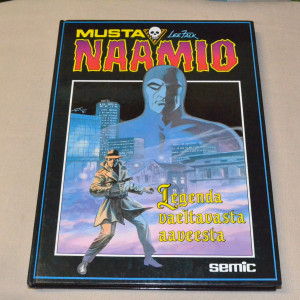 MUSTA
LEE FALK
NAAMIO
Legenda
vaeltavasta
aaveesta
semic